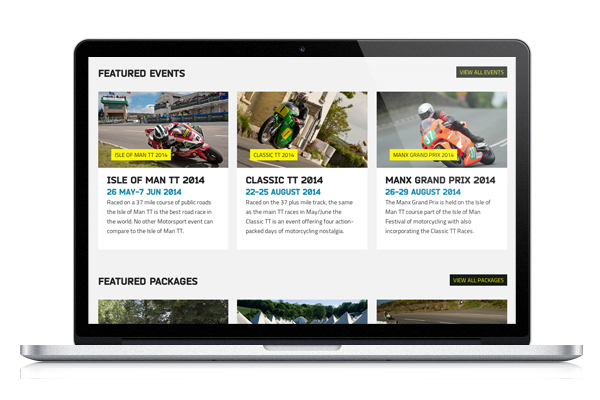 FEATURED EVENTS
VIEW ALL EVENTS
ISLE OF MAN TT 2014
CLASSIC TT 2014
MANX GRAND PRIX 2014
ISLE OF MAN TT 2014
26 MAY-7 JUN 2014
Raced on a 37 mile course of public roads
the Isle of Man TT is the best road race in
the world. No other Motorsport event can
compare to the Isle of Man TT.
CLASSIC TT 2014
22-25 AUGUST 2014
Raced on the 37 plus mile track, the same
as the main TT races in May/June the
Classic TT is an event offering four action-
packed days of motorcycling nostalgia.
MANX GRAND PRIX 2014
26-29 AUGUST 2014
The Manx Grand Prix is held on the Isle of
Man TT course part of the Isle of Man
Festival of motorcycling with also
incorporating the Classic TT Races.
FEATURED PACKAGES
VIEW ALL PACKAGES